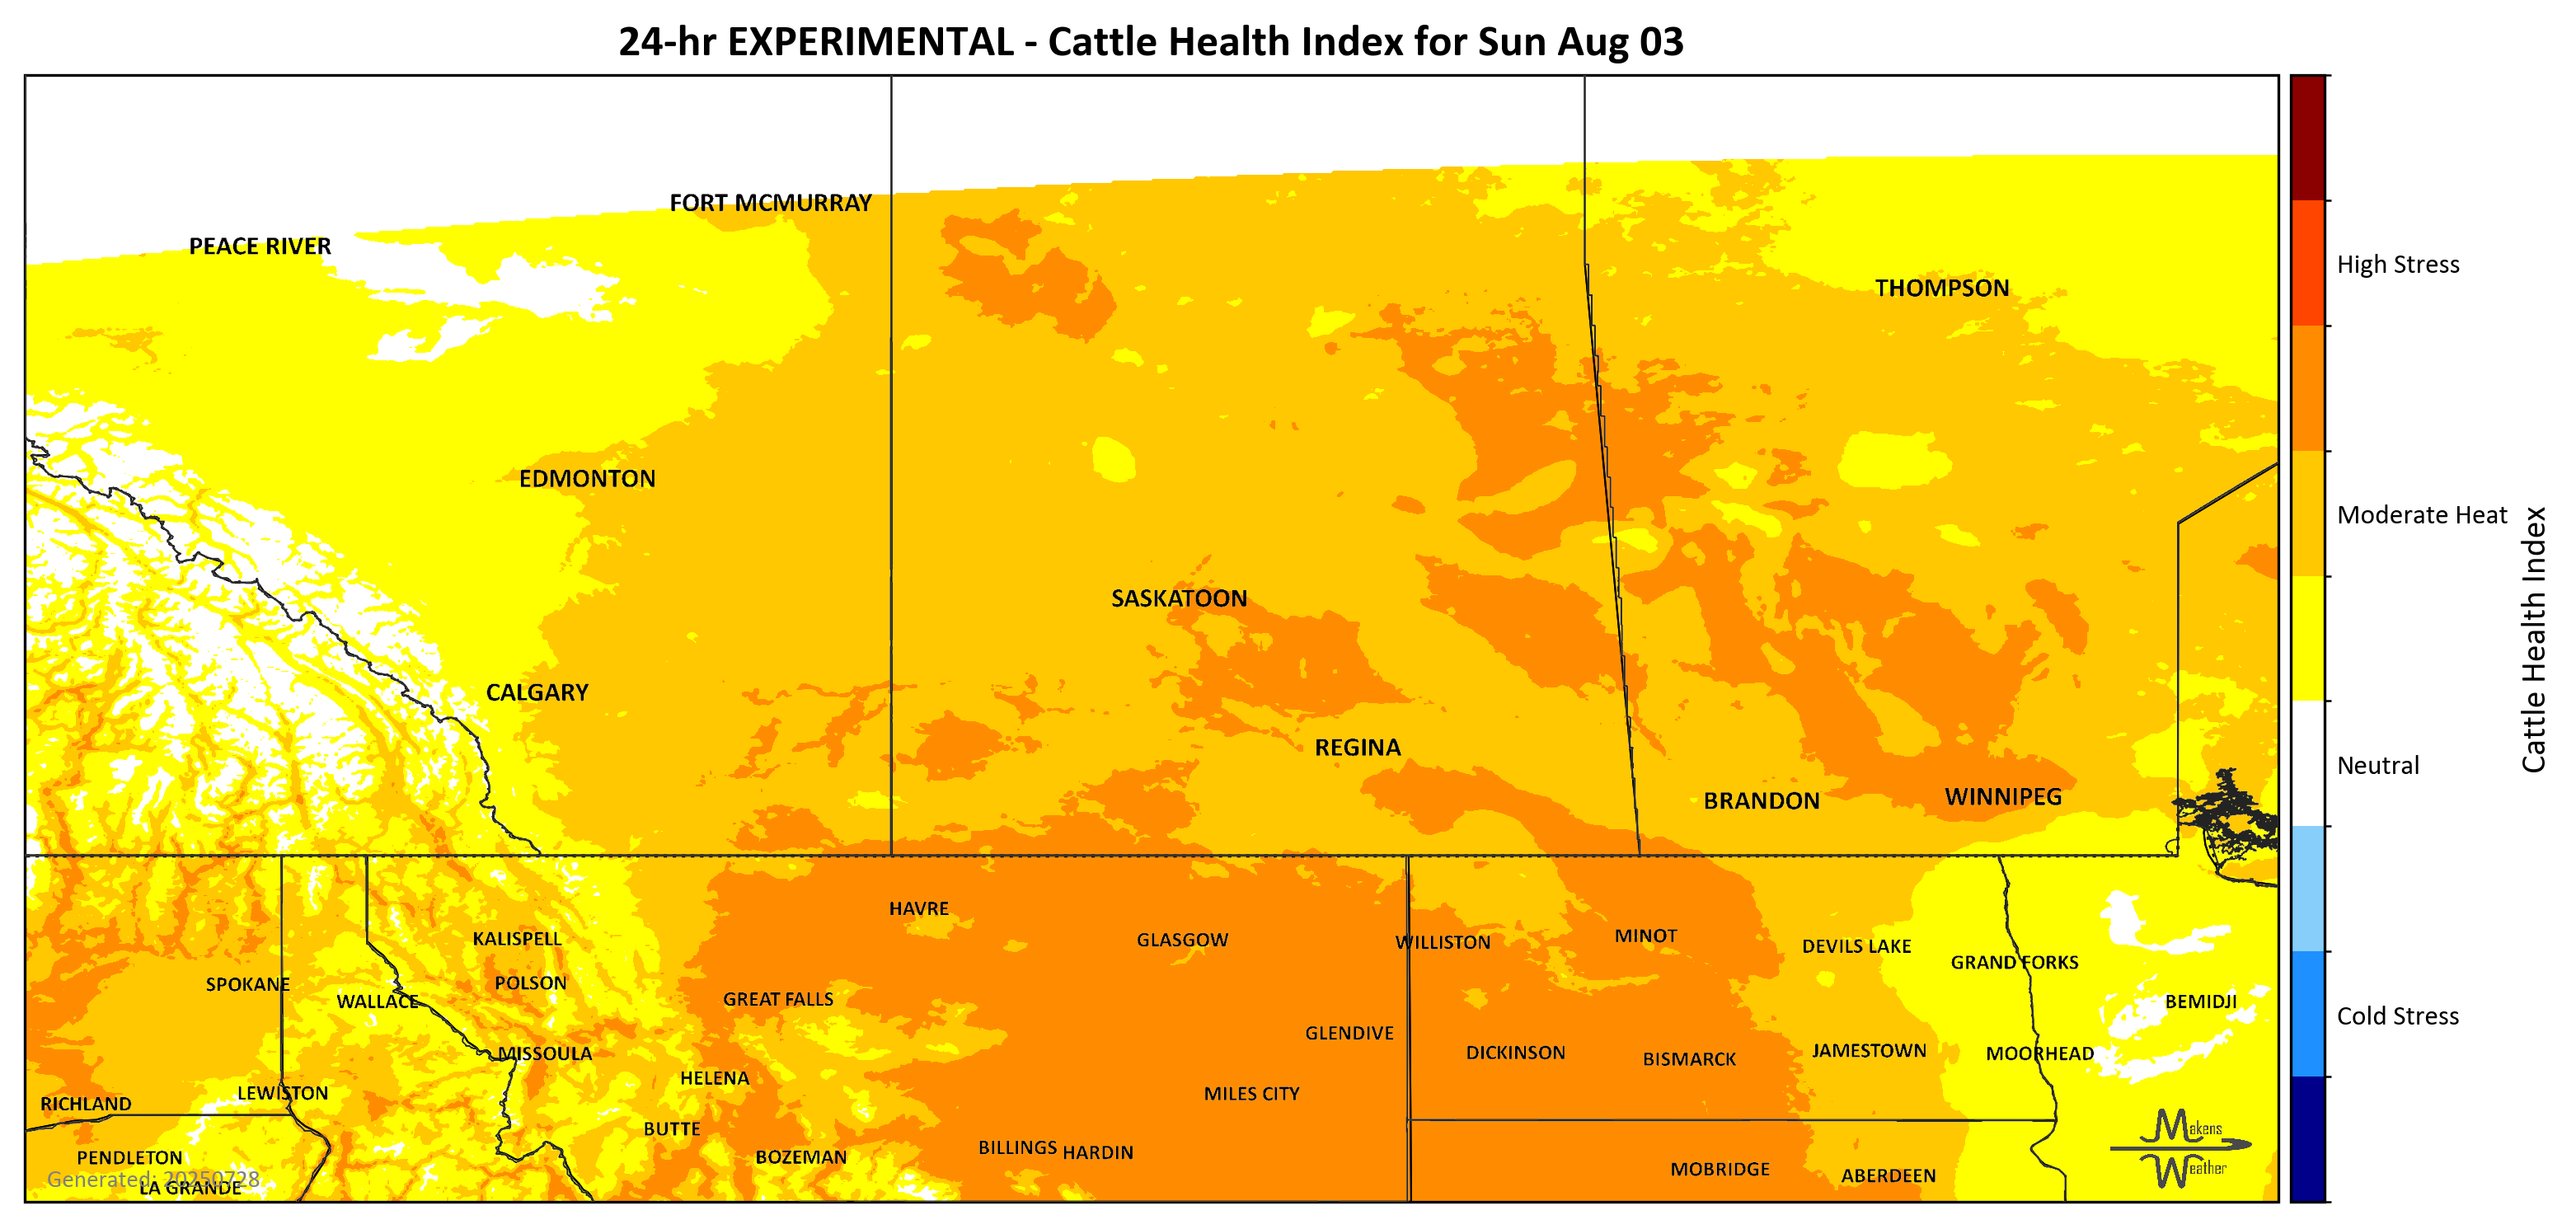 24-hr EXPERIMENTAL - Cattle Health Index for Sun Aug 03
FORT MCMURRAY
PEACE RIVER
High Stress
THOMPSON
EDMONTON
Moderate Heat
SASKATOON
Cattle Health Index
CALGARY
REGINA
Neutral
BRANDON
WINNIPEG
HAVRE
KALISPELL
GLASGOW
WILLISTON
MINOT
DEVILS LAKE
GRAND FORKS
SPOKANE
POLSON
WALLACE
GREAT FALLS
BEMIDJI
Cold Stress
GLENDIVE
MISSOULA
DICKINSON
BISMARCK
JAMESTOWN
MOORHEAD
HELENA
LEWISTON
MILES CITY
RICHLAND
BUTTE
Makens
Weather
BILLINGS
HARDIN
PENDLETON
BOZEMAN
MOBRIDGE
ABERDEEN
Generated: 20250728
LA GRANDE